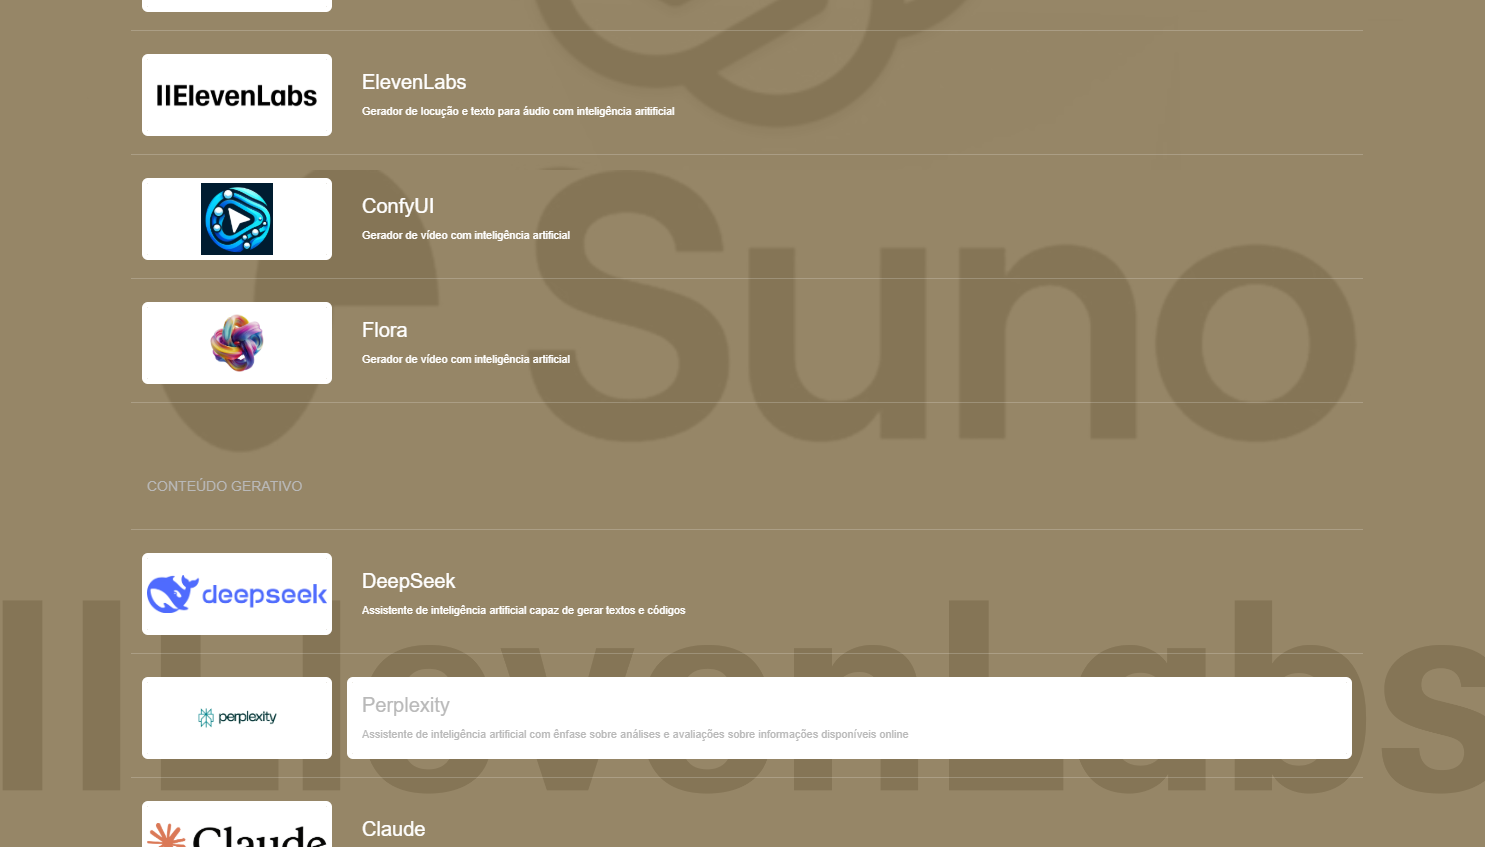 IIElevenLabs
ElevenLabs
Gerador de locução e texto para áudio com inteligência aritificial
ConfyUI
Gerador de vídeo com inteligência artificial
Suno
Flora
Gerador de vídeo com inteligência artificial
CONTEÚDO GERATIVO
deepseek
DeepSeek
Assistente de inteligência artificial capaz de gerar textos e códigos
IIElevenLabs
perplexity
Perplexity
Assistente de inteligência artificial com ênfase sobre análises e avaliações sobre informações disponíveis online
Claude
Claude